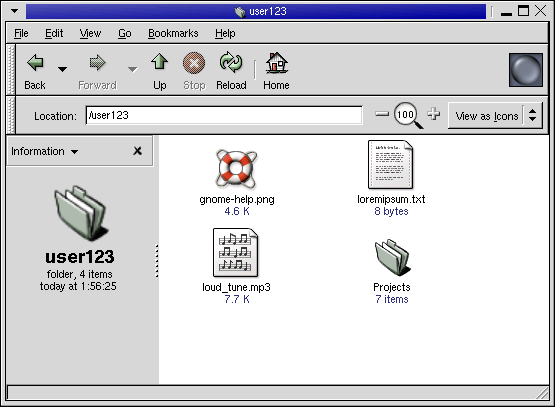 user123
File Edit View Go Bookmarks Help
Back Forward Up Stop Reload Home
Location: /user123 100 View as Icons
Information
gnome-help.png
4.6 K
loremipsum.txt
8 bytes
user123
folder, 4 items
today at 1:56:25
loud_tune.mp3
7.7 K
Projects
7 items